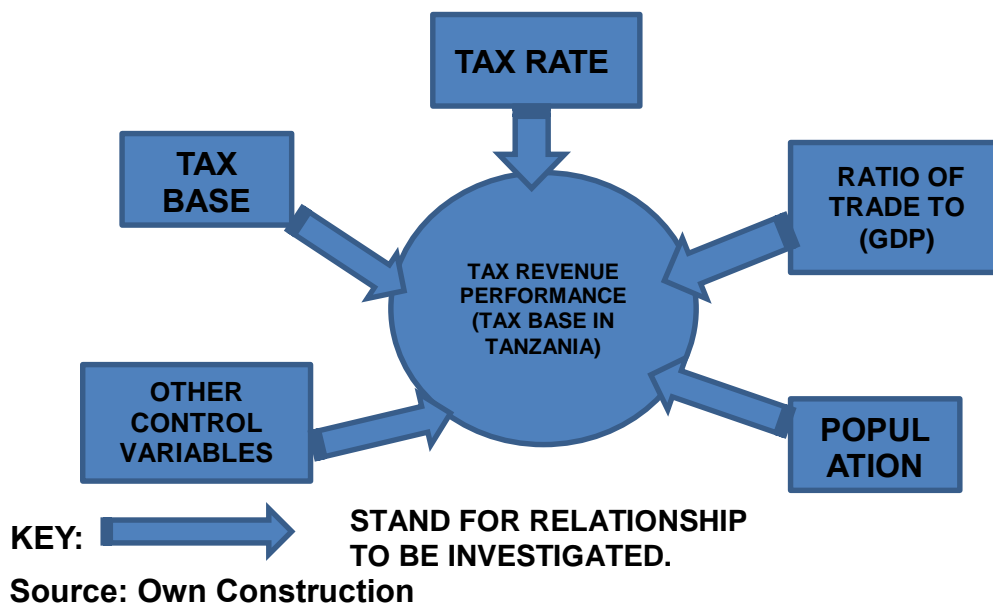 TAX RATE
TAX
BASE
RATIO OF
TRADE TO
(GDP)
TAX REVENUE
PERFORMANCE
(TAX BASE IN
TANZANIA)
OTHER
CONTROL
VARIABLES
POPUL
ATION
KEY:
STAND FOR RELATIONSHIP
TO BE INVESTIGATED.
Source: Own Construction